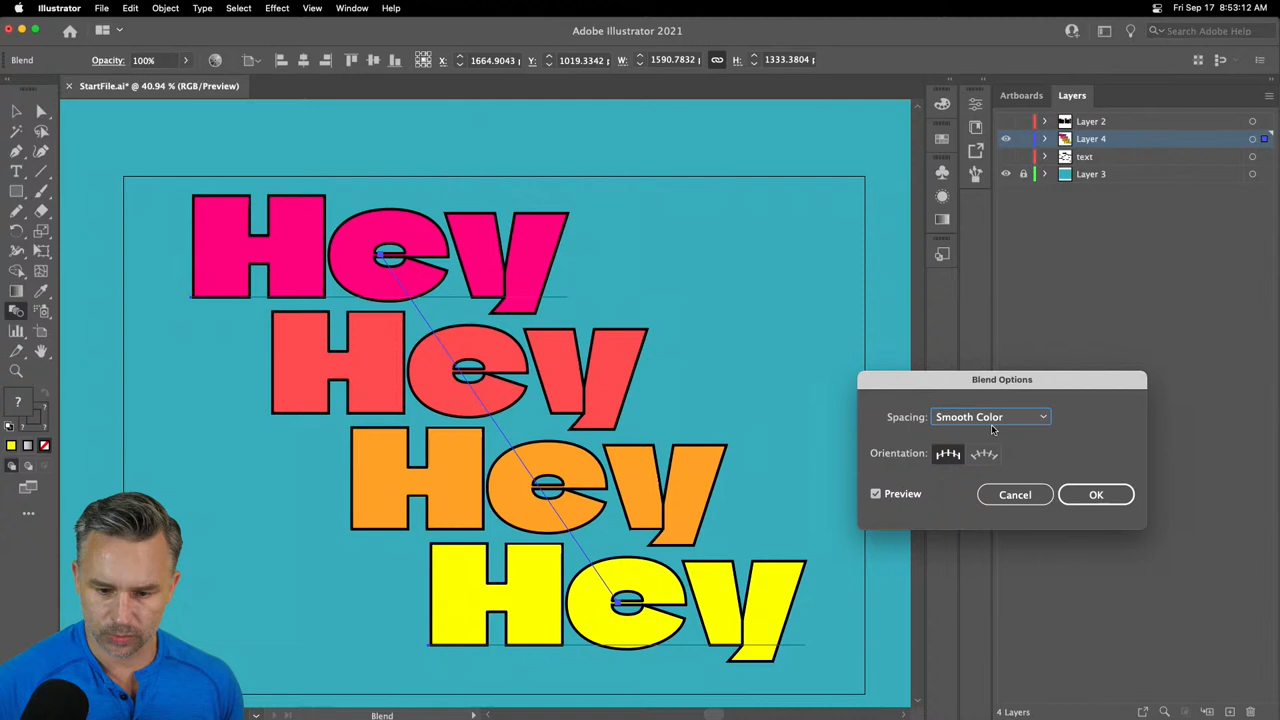 Illustrator File Edit Object Type Select Effect View Window Help
Fri Sep 17 5:53:12 AM
Adobe Illustrator 2021
Search Adobe Help
Blend Opacity: 100% X: 1664.9043 Y: 1019.3342 W: 1590.7832 H: 1333.3804
StartFile.ai* @ 40.94 % (RGB/Preview)
Artboards Layers
Layer 2
Layer 4
text
Layer 3
Hey
Hey
Hey
Hey
Blend Options
Spacing: Smooth Color
Orientation:
Preview Cancel OK
?
Blend
4 Layers